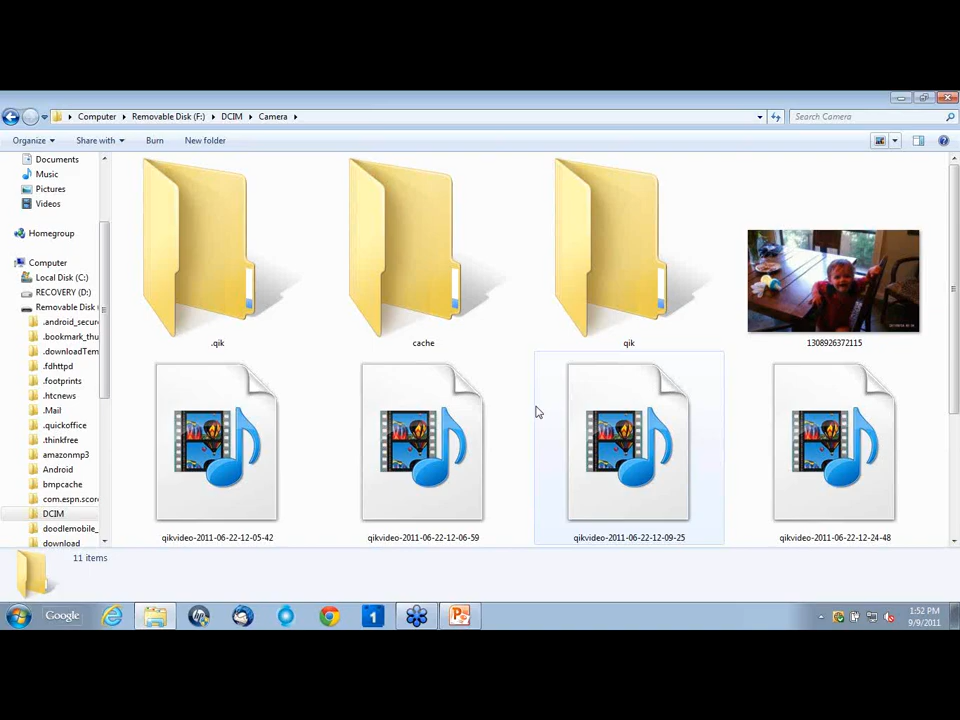 Computer Removable Disk (F:) DCIM Camera
Search Camera
Organize Share with Burn New folder
Documents
Music
Pictures
Videos
Homegroup
Computer
Local Disk (C:)
RECOVERY (D:)
Removable Disk
.android_secure
.bookmark_thu
.downloadTem
.fdhttpd
.footprints
.htcnews
.Mail
.quickoffice
.thinkfree
amazonmp3
Android
bmpcache
com.espn.score
DCIM
doodlemobile_
download
.qik
cache
qik
1308926372115
qikvideo-2011-06-22-12-05-42
qikvideo-2011-06-22-12-06-59
qikvideo-2011-06-22-12-09-25
qikvideo-2011-06-22-12-24-48
11 items
Google
1
1:52 PM
9/9/2011